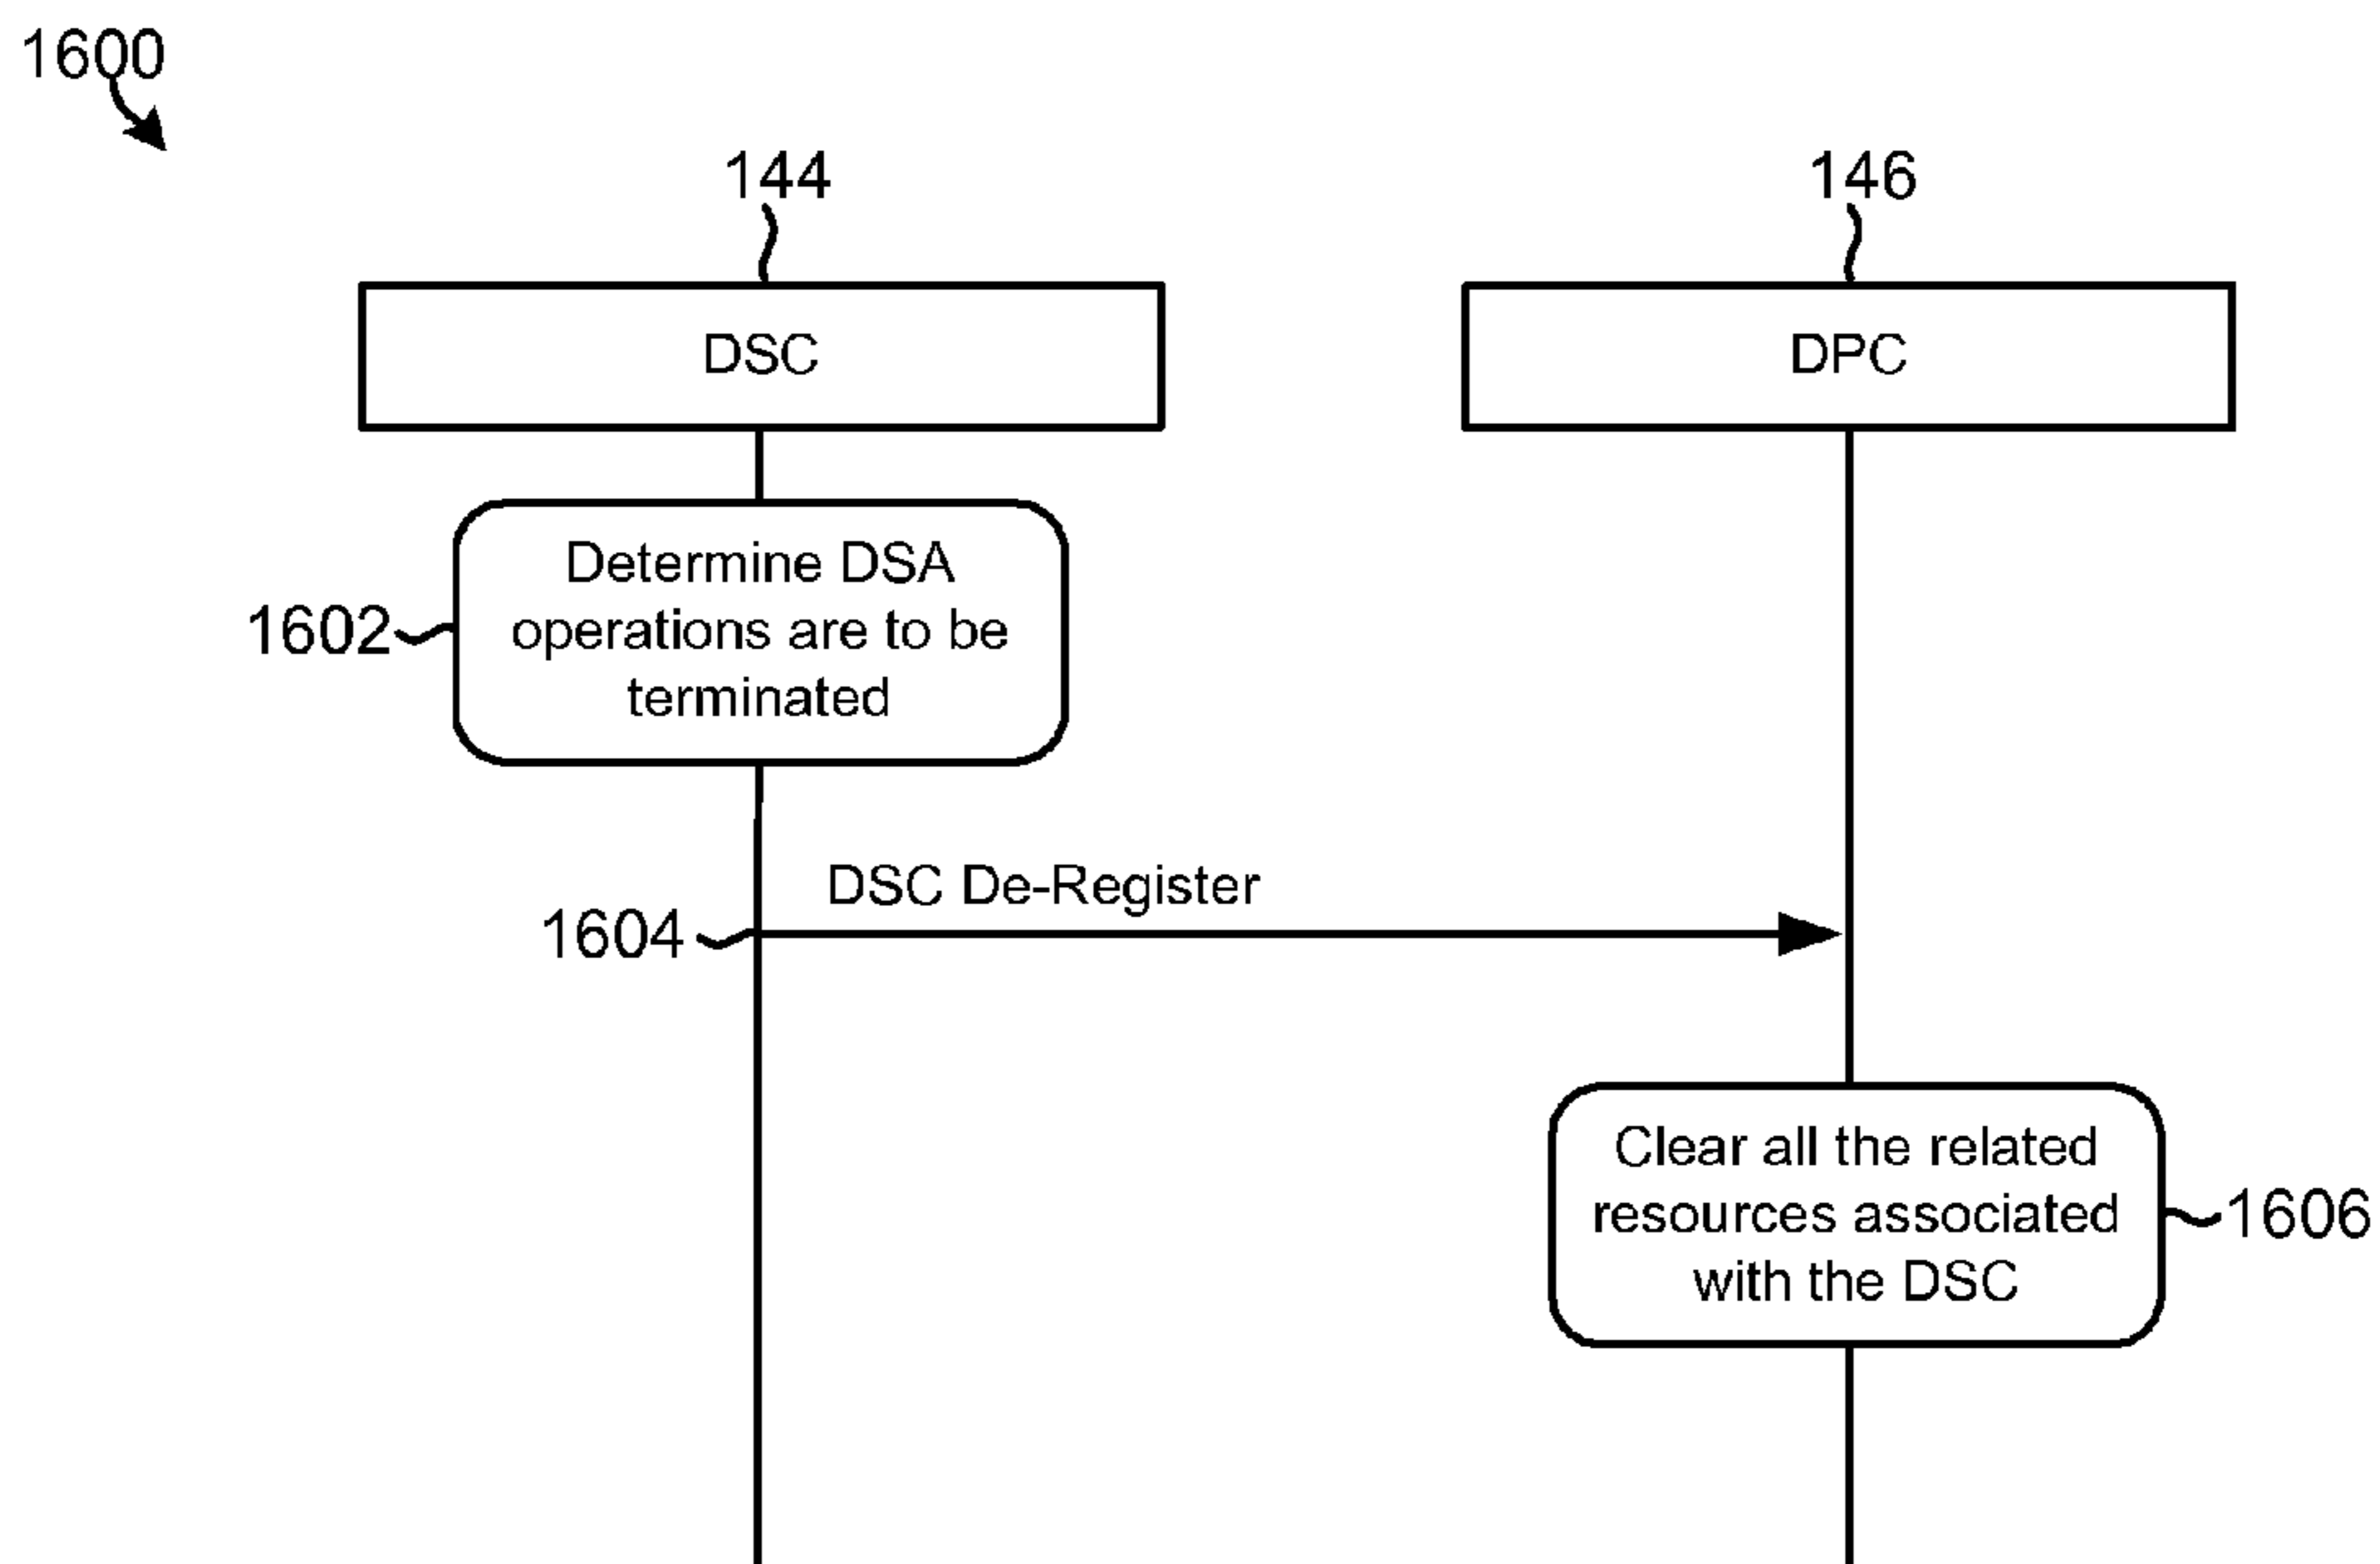 1600
144
146
DSC
DPC
Determine DSA
operations are to be
terminated
1602
DSC De-Register
1604
Clear all the related
resources associated
with the DSC
1606